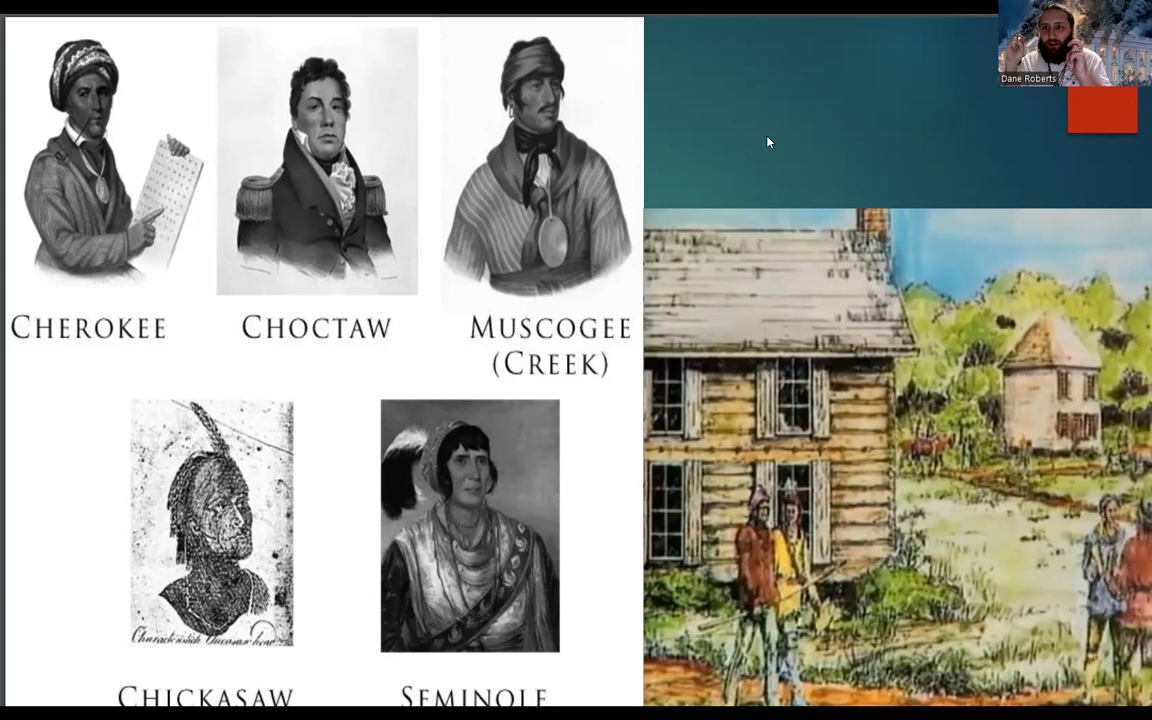 Dane Roberts
CHEROKEE
CHOCTAW
MUSCOGEE
(CREEK)
CHICKASAW
SEMINOLE